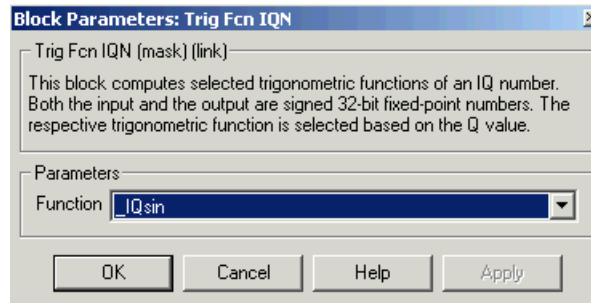 Block Parameters: Trig Fcn IQN
Trig Fcn IQN (mask) (link)
This block computes selected trigonometric functions of an IQ number.
Both the input and the output are signed 32-bit fixed-point numbers. The
respective trigonometric function is selected based on the Q value.
Parameters
Function _IQsin
OK Cancel Help Apply